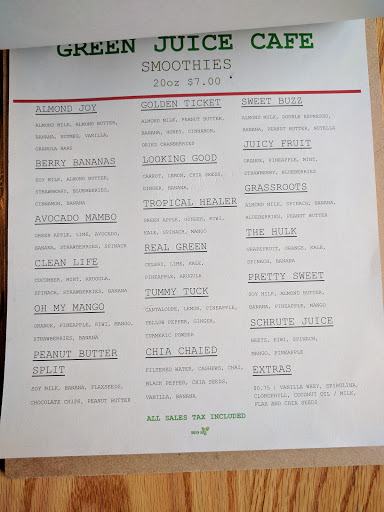 GREEN JUICE CAFE
SMOOTHIES
20oz $7.00
ALMOND JOY
ALMOND MILK, ALMOND BUTTER,
BANANA, NUTMEG, VANILLA,
GRANOLA BARS
BERRY BANANAS
SOY MILK, ALMOND BUTTER,
STRAWBERRY, BLUEBERRIES,
CINNAMON, BANANA
AVOCADO MAMBO
GREEN APPLE, LIME, AVOCADO,
BANANA, STRAWBERRIES, SPINACH
CLEAN LIFE
CUCUMBER, MINT, ARUGULA,
SPINACH, STRAWBERRIES, BANANA
OH MY MANGO
ORANGE, PINEAPPLE, KIWI, MANGO,
STRAWBERRIES, BANANA
PEANUT BUTTER
SPLIT
SOY MILK, BANANA, FLAXSEEDS,
CHOCOLATE CHIPS, PEANUT BUTTER
GOLDEN TICKET
ALMOND MILK, PEANUT BUTTER,
BANANA, HONEY, CINNAMON,
DRIED CRANBERRIES
LOOKING GOOD
CARROT, LEMON, CHIA SEEDS,
GINGER, BANANA,
TROPICAL HEALER
GREEN APPLE, GINGER, KIWI,
KALE, SPINACH, MANGO
REAL GREEN
CELERY, LIME, KALE,
PINEAPPLE, ARUGULA
TUMMY TUCK
CANTALOUPE, LEMON, PINEAPPLE,
YELLOW PEPPER, GINGER,
TURMERIC POWDER
CHIA CHAIED
FILTERED WATER, CASHEWS, CHAI,
BLACK PEPPER, CHIA SEEDS,
VANILLA, BANANA
SWEET BUZZ
ALMOND MILK, DOUBLE ESPRESSO,
BANANA, PEANUT BUTTER, NUTELLA
JUICY FRUIT
ORANGE, PINEAPPLE, MINT,
STRAWBERRY, BLUEBERRIES
GRASSROOTS
ALMOND MILK, SPINACH, BANANA,
BLUEBERRIES, PEANUT BUTTER
THE HULK
GRAPEFRUIT, ORANGE, KALE,
SPINACH, BANANA
PRETTY SWEET
SOY MILK, ALMOND BUTTER,
BANANA, PINEAPPLE, MANGO
SCHRUTE JUICE
BEETS, KIWI, SPINACH,
MANGO, PINEAPPLE
EXTRAS
$0.75 | VANILLA WHEY, SPIRULINA,
CLOROPHYLL, COCONUT OIL / MILK,
FLAX AND CHIA SEEDS
ALL SALES TAX INCLUDED